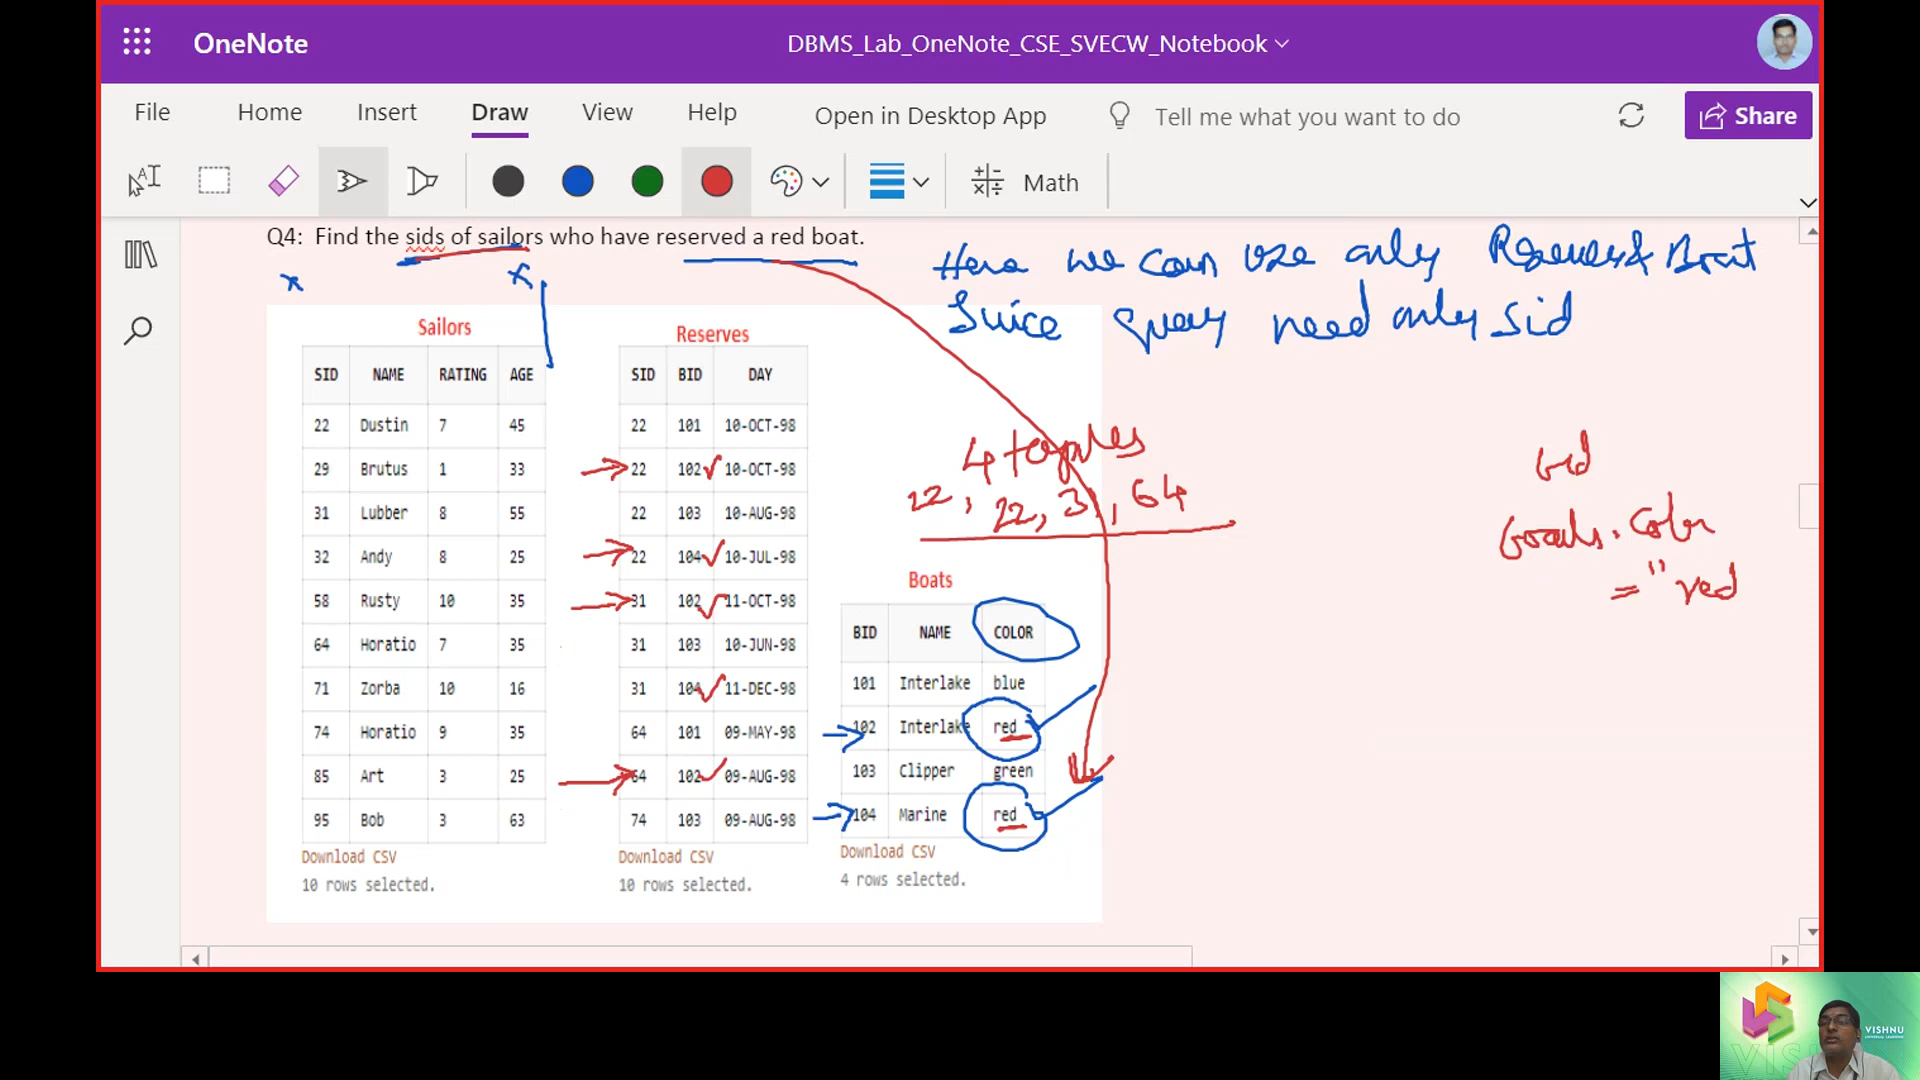 OneNote
DBMS_Lab_OneNote_CSE_SVECW_Notebook
File Home Insert Draw View Help Open in Desktop App Tell me what you want to do Share
Math
Q4: Find the sids of sailors who have reserved a red boat.
Here we can use only Reserves & Boat
Since query need only sid
x x
Sailors
SID NAME RATING AGE
22 Dustin 7 45
29 Brutus 1 33
31 Lubber 8 55
32 Andy 8 25
58 Rusty 10 35
64 Horatio 7 35
71 Zorba 10 16
74 Horatio 9 35
85 Art 3 25
95 Bob 3 63
Download CSV
10 rows selected.
Reserves
SID BID DAY
22 101 10-OCT-98
22 102 10-OCT-98
22 103 10-AUG-98
22 104 10-JUL-98
31 102 11-OCT-98
31 103 10-JUN-98
31 104 11-DEC-98
64 101 09-MAY-98
64 102 09-AUG-98
74 103 09-AUG-98
Download CSV
10 rows selected.
4 tuples
22, 22, 31, 64
Boats
BID NAME COLOR
101 Interlake blue
102 Interlake red
103 Clipper green
104 Marine red
Download CSV
4 rows selected.
bid
boats.color
= "red
VISHNU
UNIVERSAL LEARNING